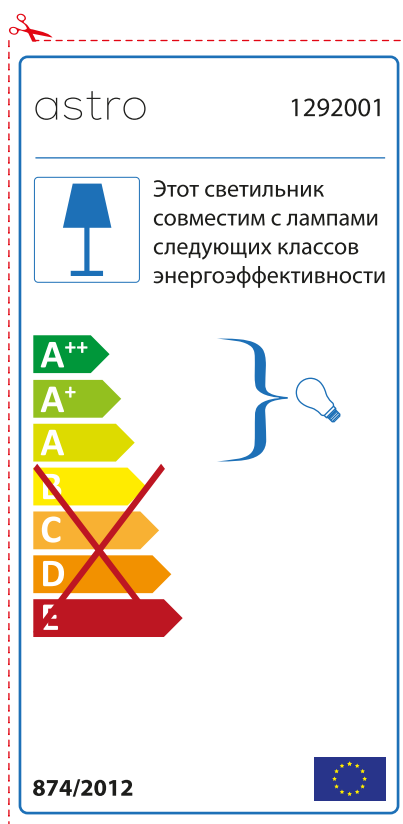 astro
1292001
Этот светильник
совместим с лампами
следующих классов
энергоэффективности
A++
A+
A
B
C
D
E
874/2012